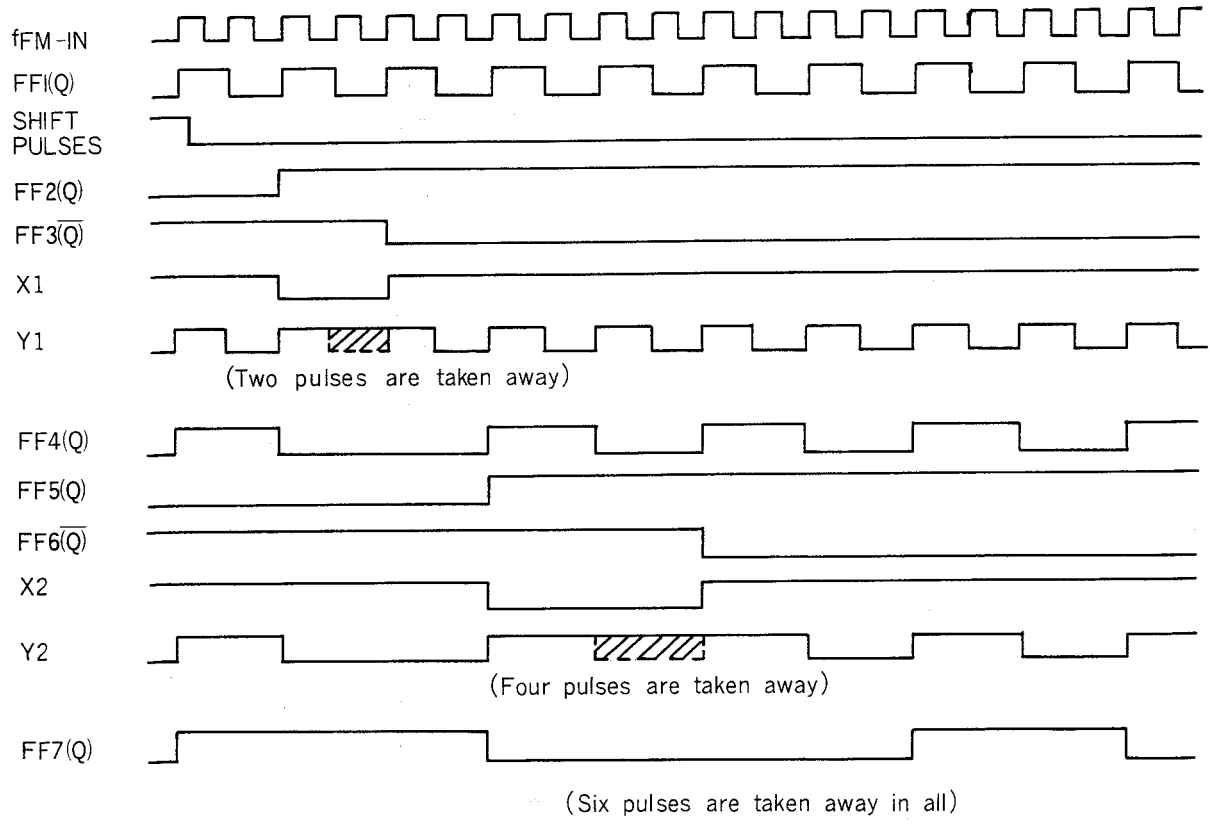 fFM-IN
FF1(Q)
SHIFT
PULSES
FF2(Q)
FF3(Q̅)
X1
Y1
(Two pulses are taken away)
FF4(Q)
FF5(Q)
FF6(Q̅)
X2
Y2
(Four pulses are taken away)
FF7(Q)
(Six pulses are taken away in all)